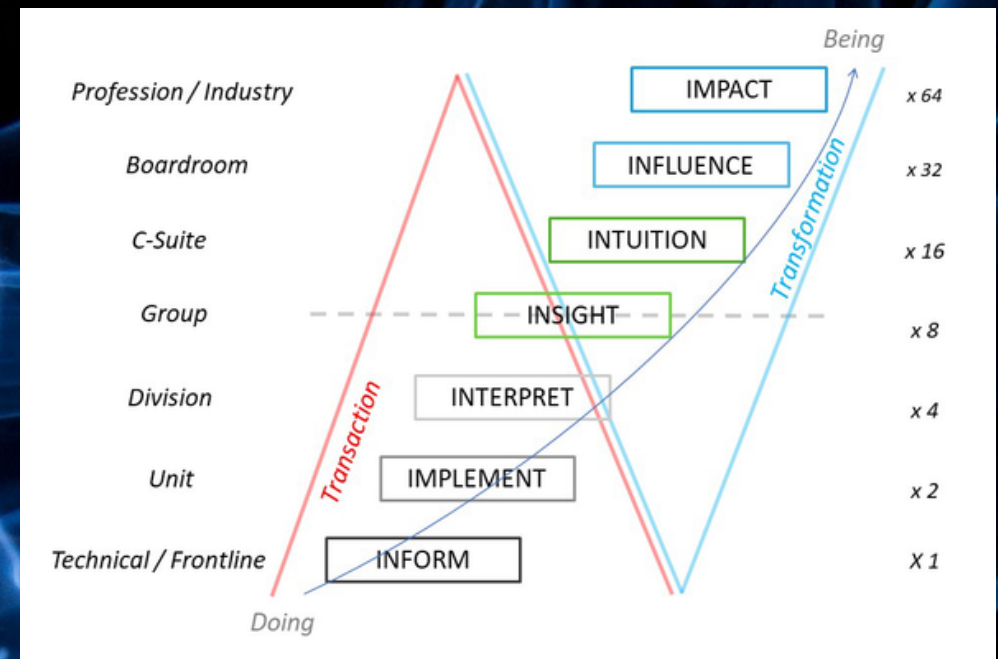 Being
Profession / Industry
IMPACT
x 64
Boardroom
INFLUENCE
x 32
C-Suite
INTUITION
x 16
Transformation
Group
INSIGHT
x 8
Division
INTERPRET
x 4
Transaction
Unit
IMPLEMENT
x 2
Technical / Frontline
INFORM
X 1
Doing